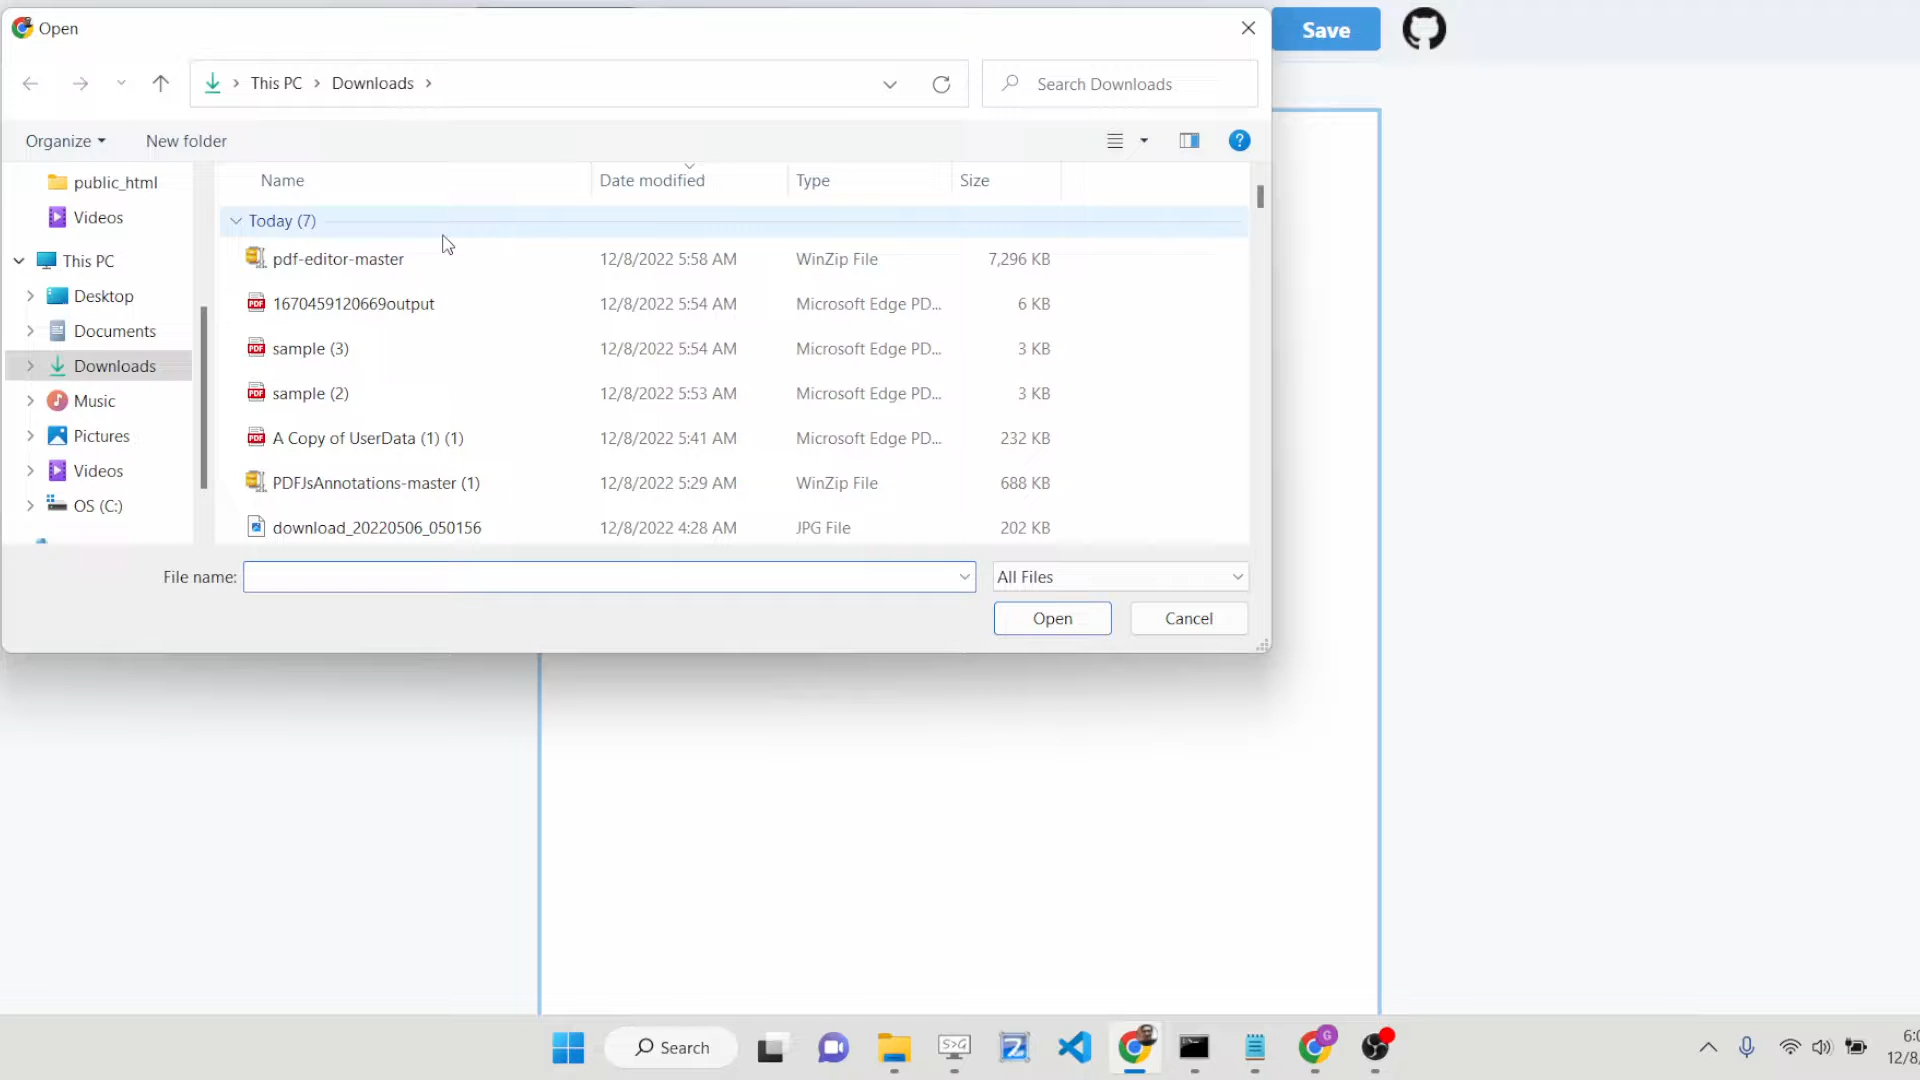 Open
Save
This PC
Downloads
Search Downloads
Organize
New folder
?
public_html
Videos
This PC
Desktop
Documents
Downloads
Music
Pictures
Videos
OS (C:)
Name Date modified Type Size
Today (7)
pdf-editor-master 12/8/2022 5:58 AM WinZip File 7,296 KB
PDF 1670459120669output 12/8/2022 5:54 AM Microsoft Edge PD... 6 KB
PDF sample (3) 12/8/2022 5:54 AM Microsoft Edge PD... 3 KB
PDF sample (2) 12/8/2022 5:53 AM Microsoft Edge PD... 3 KB
PDF A Copy of UserData (1) (1) 12/8/2022 5:41 AM Microsoft Edge PD... 232 KB
PDFJsAnnotations-master (1) 12/8/2022 5:29 AM WinZip File 688 KB
download_20220506_050156 12/8/2022 4:28 AM JPG File 202 KB
File name:
All Files
Open
Cancel
Search
S>G
Z
G
12/8/